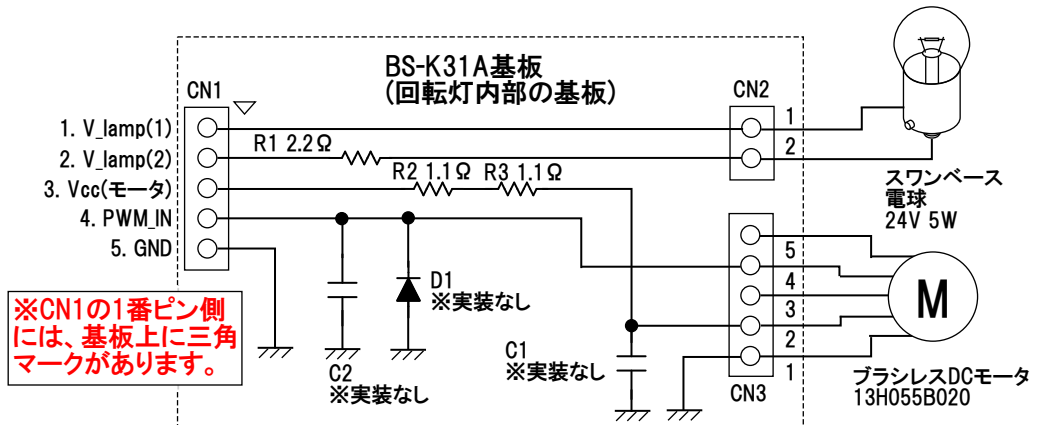 BS-K31A基板
(回転灯内部の基板)
CN1
1. V_lamp(1)
2. V_lamp(2)
3. Vcc(モータ)
4. PWM_IN
5. GND
R1 2.2Ω
R2 1.1Ω R3 1.1Ω
CN2
1
2
スワンベース
電球
24V 5W
D1
※実装なし
C2
※実装なし
C1
※実装なし
5
4
3
2
1
CN3
M
ブラシレスDCモータ
13H055B020
※CN1の1番ピン側
には、基板上に三角
マークがあります。